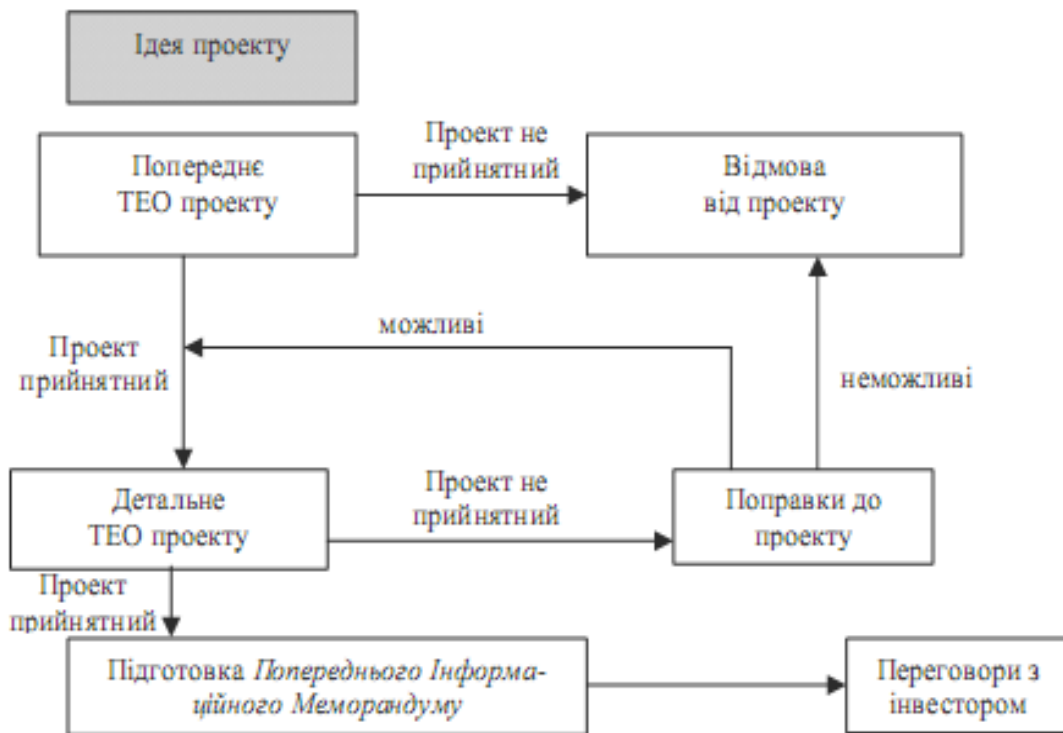 Ідея проекту
Попереднє
ТЕО проекту
Проект не
прийнятний
Відмова
від проекту
Проект
прийнятний
можливі
неможливі
Детальне
ТЕО проекту
Проект не
прийнятний
Поправки до
проекту
Проект
прийнятний
Підготовка Попереднього Інформа-
ційного Меморандуму
Переговори з
інвестором